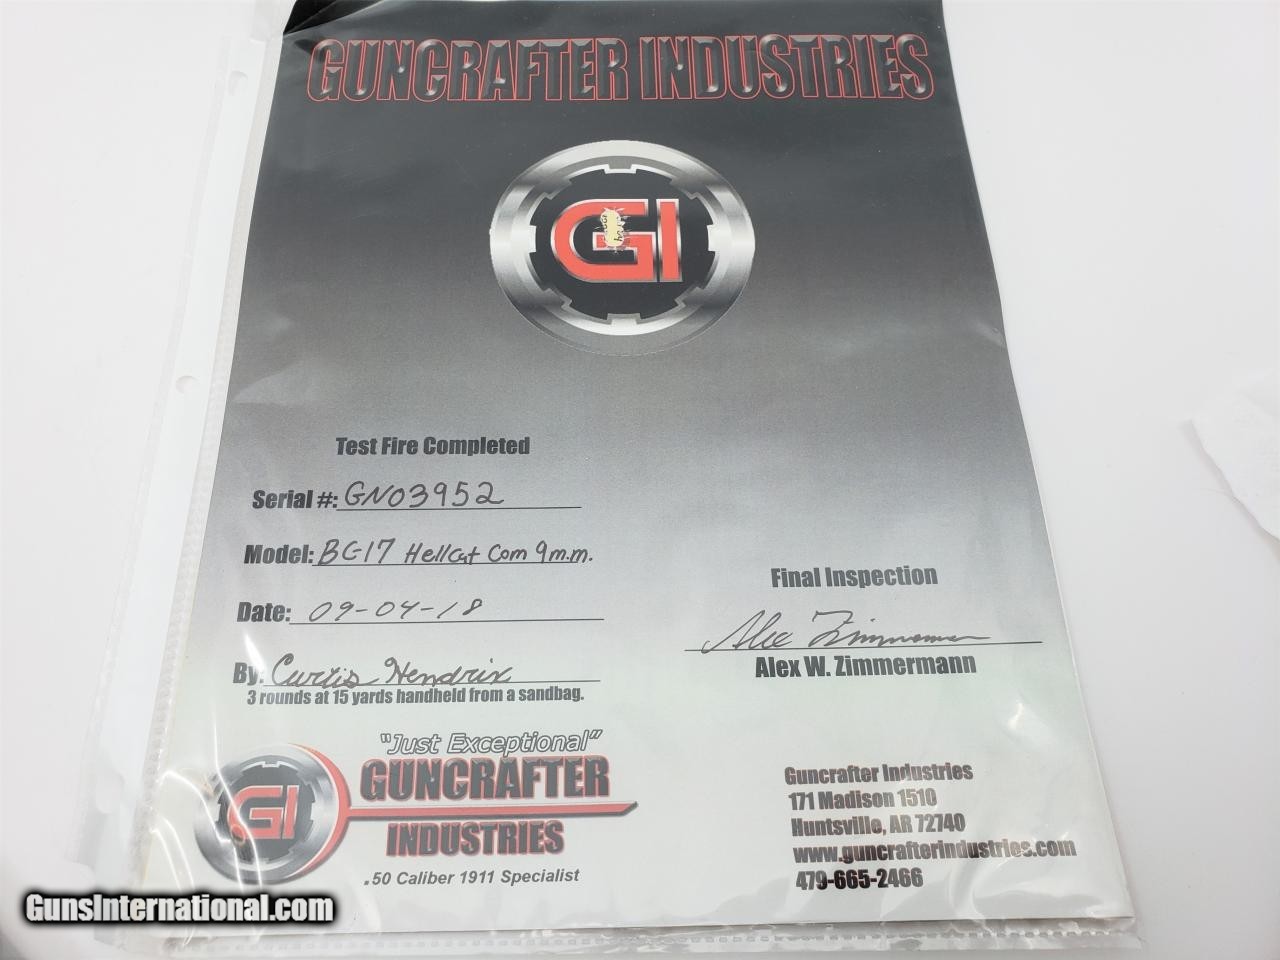 GUNCRAFTER INDUSTRIES
GI
Test Fire Completed
Serial #: GN03952
Model: BG17 Hellcat Com 9m.m.
Date: 09-04-18
By: Curtis Hendrix
3 rounds at 15 yards handheld from a sandbag.
Final Inspection
Alex Zimmermann
Alex W. Zimmermann
"Just Exceptional"
GI
GUNCRAFTER
INDUSTRIES
.50 Caliber 1911 Specialist
Guncrafter Industries
171 Madison 1510
Huntsville, AR 72740
www.guncrafterindustries.com
479-665-2466
GunsInternational.com